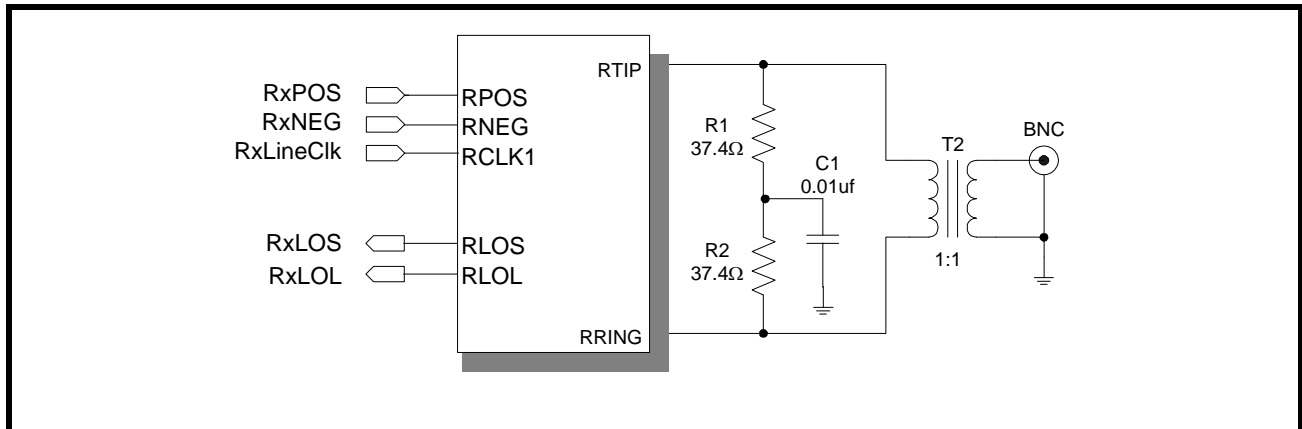 RTIP
RxPOS RPOS
RxNEG RNEG
RxLineClk RCLK1
RxLOS RLOS
RxLOL RLOL
RRING
R1
37.4Ω
C1
0.01uf
R2
37.4Ω
T2
1:1
BNC